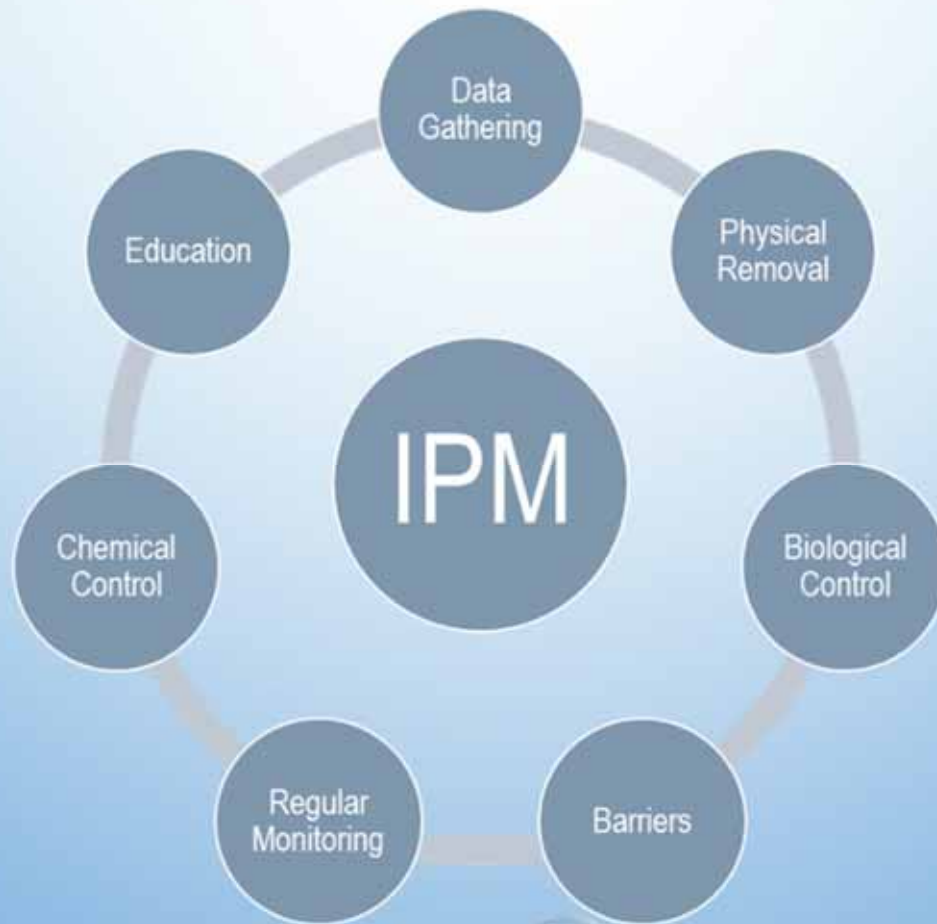 Data
Gathering
Physical
Removal
Biological
Control
Barriers
Regular
Monitoring
Chemical
Control
Education
IPM